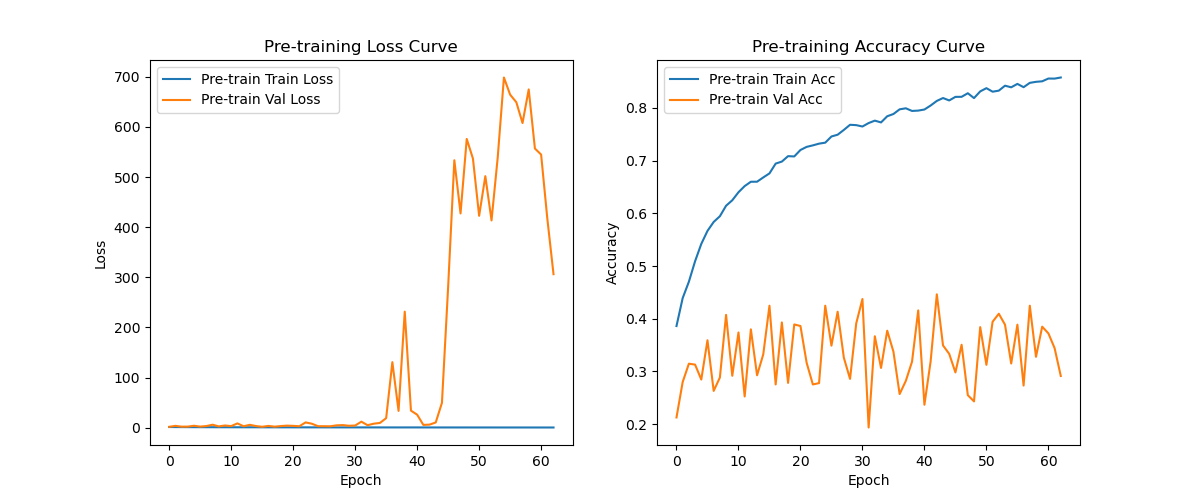 Pre-training Loss Curve
Pre-train Train Loss
Pre-train Val Loss
Loss
700
600
500
400
300
200
100
0
0 10 20 30 40 50 60
Epoch
Pre-training Accuracy Curve
Pre-train Train Acc
Pre-train Val Acc
Accuracy
0.8
0.7
0.6
0.5
0.4
0.3
0.2
0 10 20 30 40 50 60
Epoch